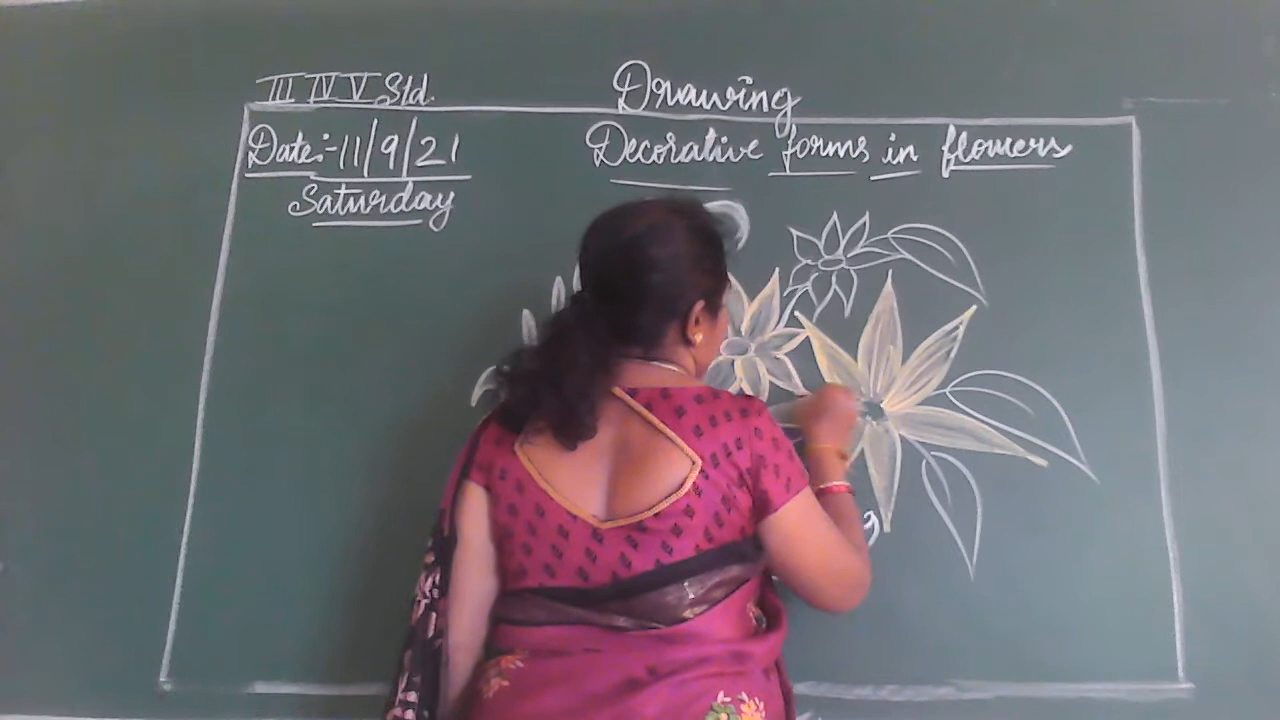 III IV V Std.
Drawing
Date:-11/9/21
Decorative forms in flowers
Saturday